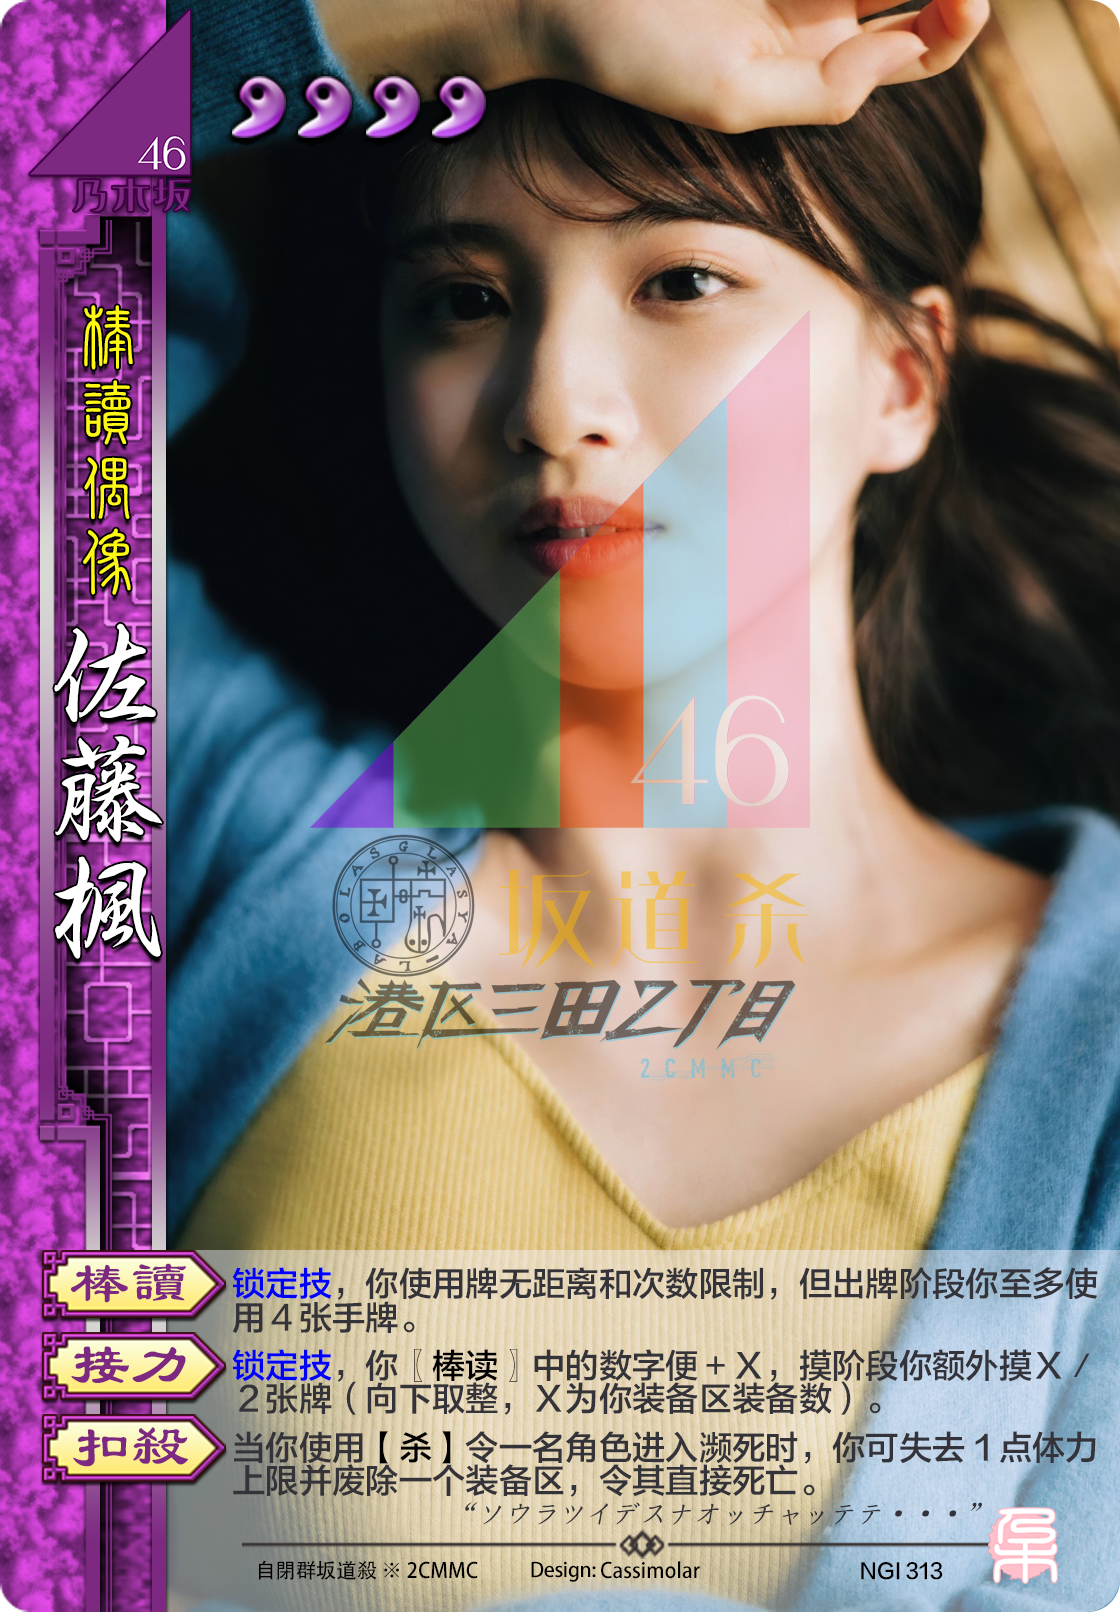 46
乃木坂
棒讀偶像
佐藤楓
46
GLASYA-LABOLAS
坂道杀
港区三田乙丁目
2CMMC
棒讀
锁定技，你使用牌无距离和次数限制，但出牌阶段你至多使
用４张手牌。
接力
锁定技，你〖棒读〗中的数字便＋Ｘ，摸阶段你额外摸Ｘ／
２张牌（向下取整，Ｘ为你装备区装备数）。
扣殺
当你使用【杀】令一名角色进入濒死时，你可失去１点体力
上限并废除一个装备区，令其直接死亡。
“ソウラツイデスナオッチャッテテ・・・”
自閉群坂道殺 ※ 2CMMC
Design: Cassimolar
NGI 313